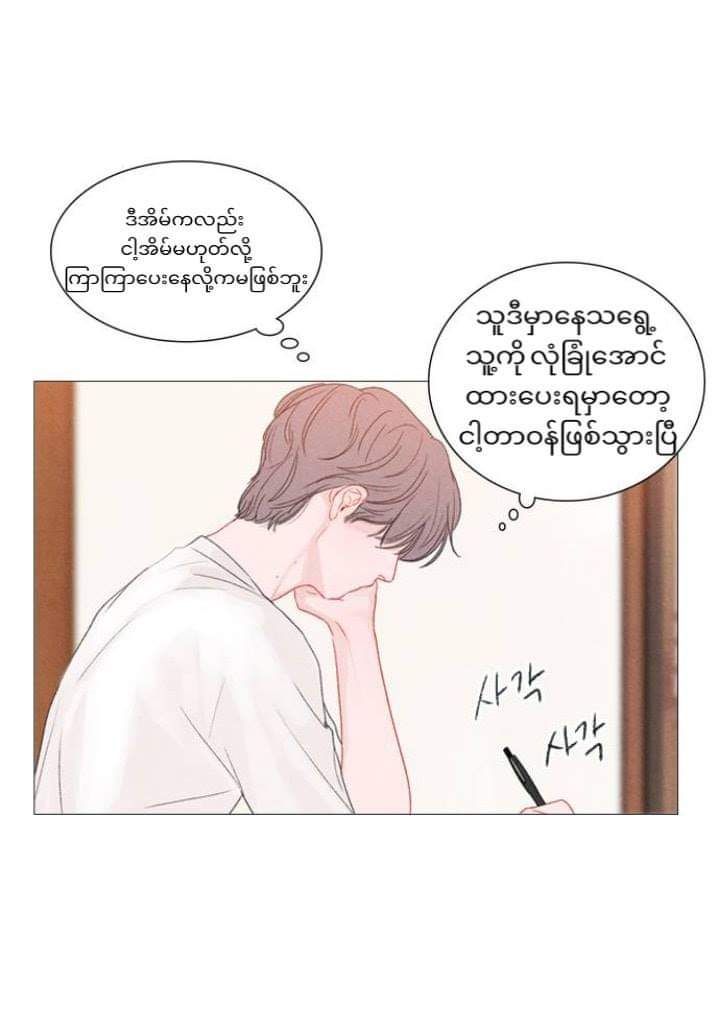 ဒီအိမ်ကလည်း
ငါ့အိမ်မဟုတ်လို့
ကြာကြာပေးနေလို့ကမဖြစ်ဘူး
သူဒီမှာနေသရွေ့
သူ့ကို လုံခြုံအောင်
ထားပေးရမှာတော့
ငါ့တာဝန်ဖြစ်သွားပြီ
사각
사각